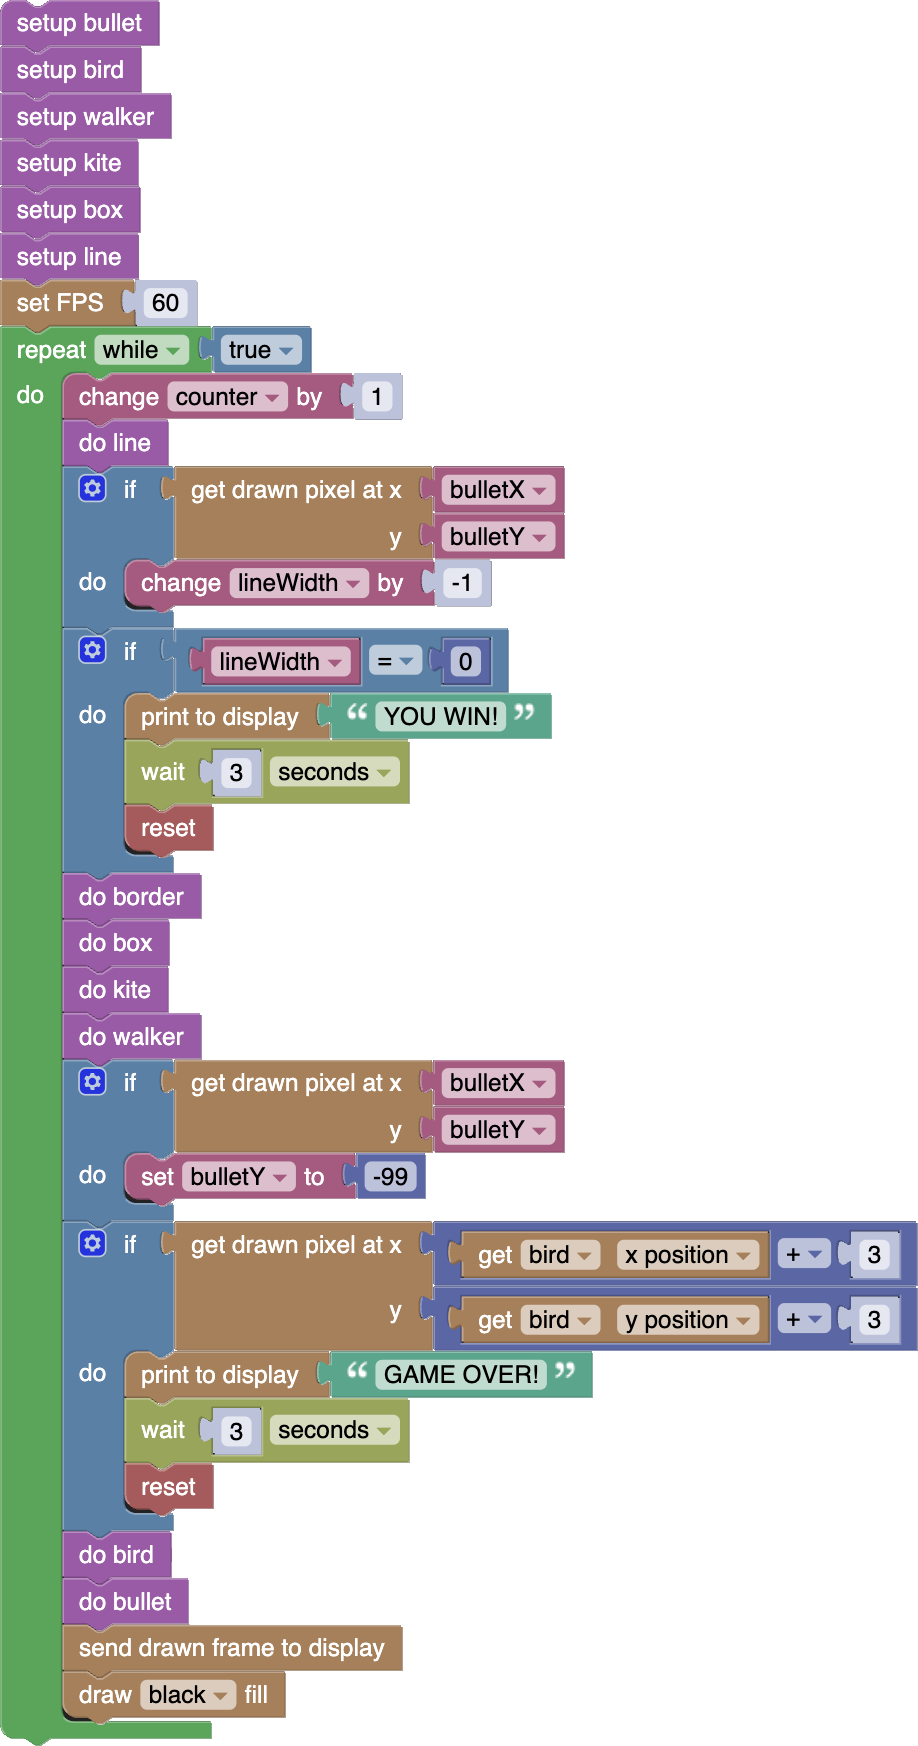 setup bullet
setup bird
setup walker
setup kite
setup box
setup line
set FPS 60
repeat while true
do change counter by 1
do line
if get drawn pixel at x bulletX
y bulletY
do change lineWidth by -1
if lineWidth = 0
do print to display “ YOU WIN! ”
wait 3 seconds
reset
do border
do box
do kite
do walker
if get drawn pixel at x bulletX
y bulletY
do set bulletY to -99
if get drawn pixel at x get bird x position + 3
y get bird y position + 3
do print to display “ GAME OVER! ”
wait 3 seconds
reset
do bird
do bullet
send drawn frame to display
draw black fill